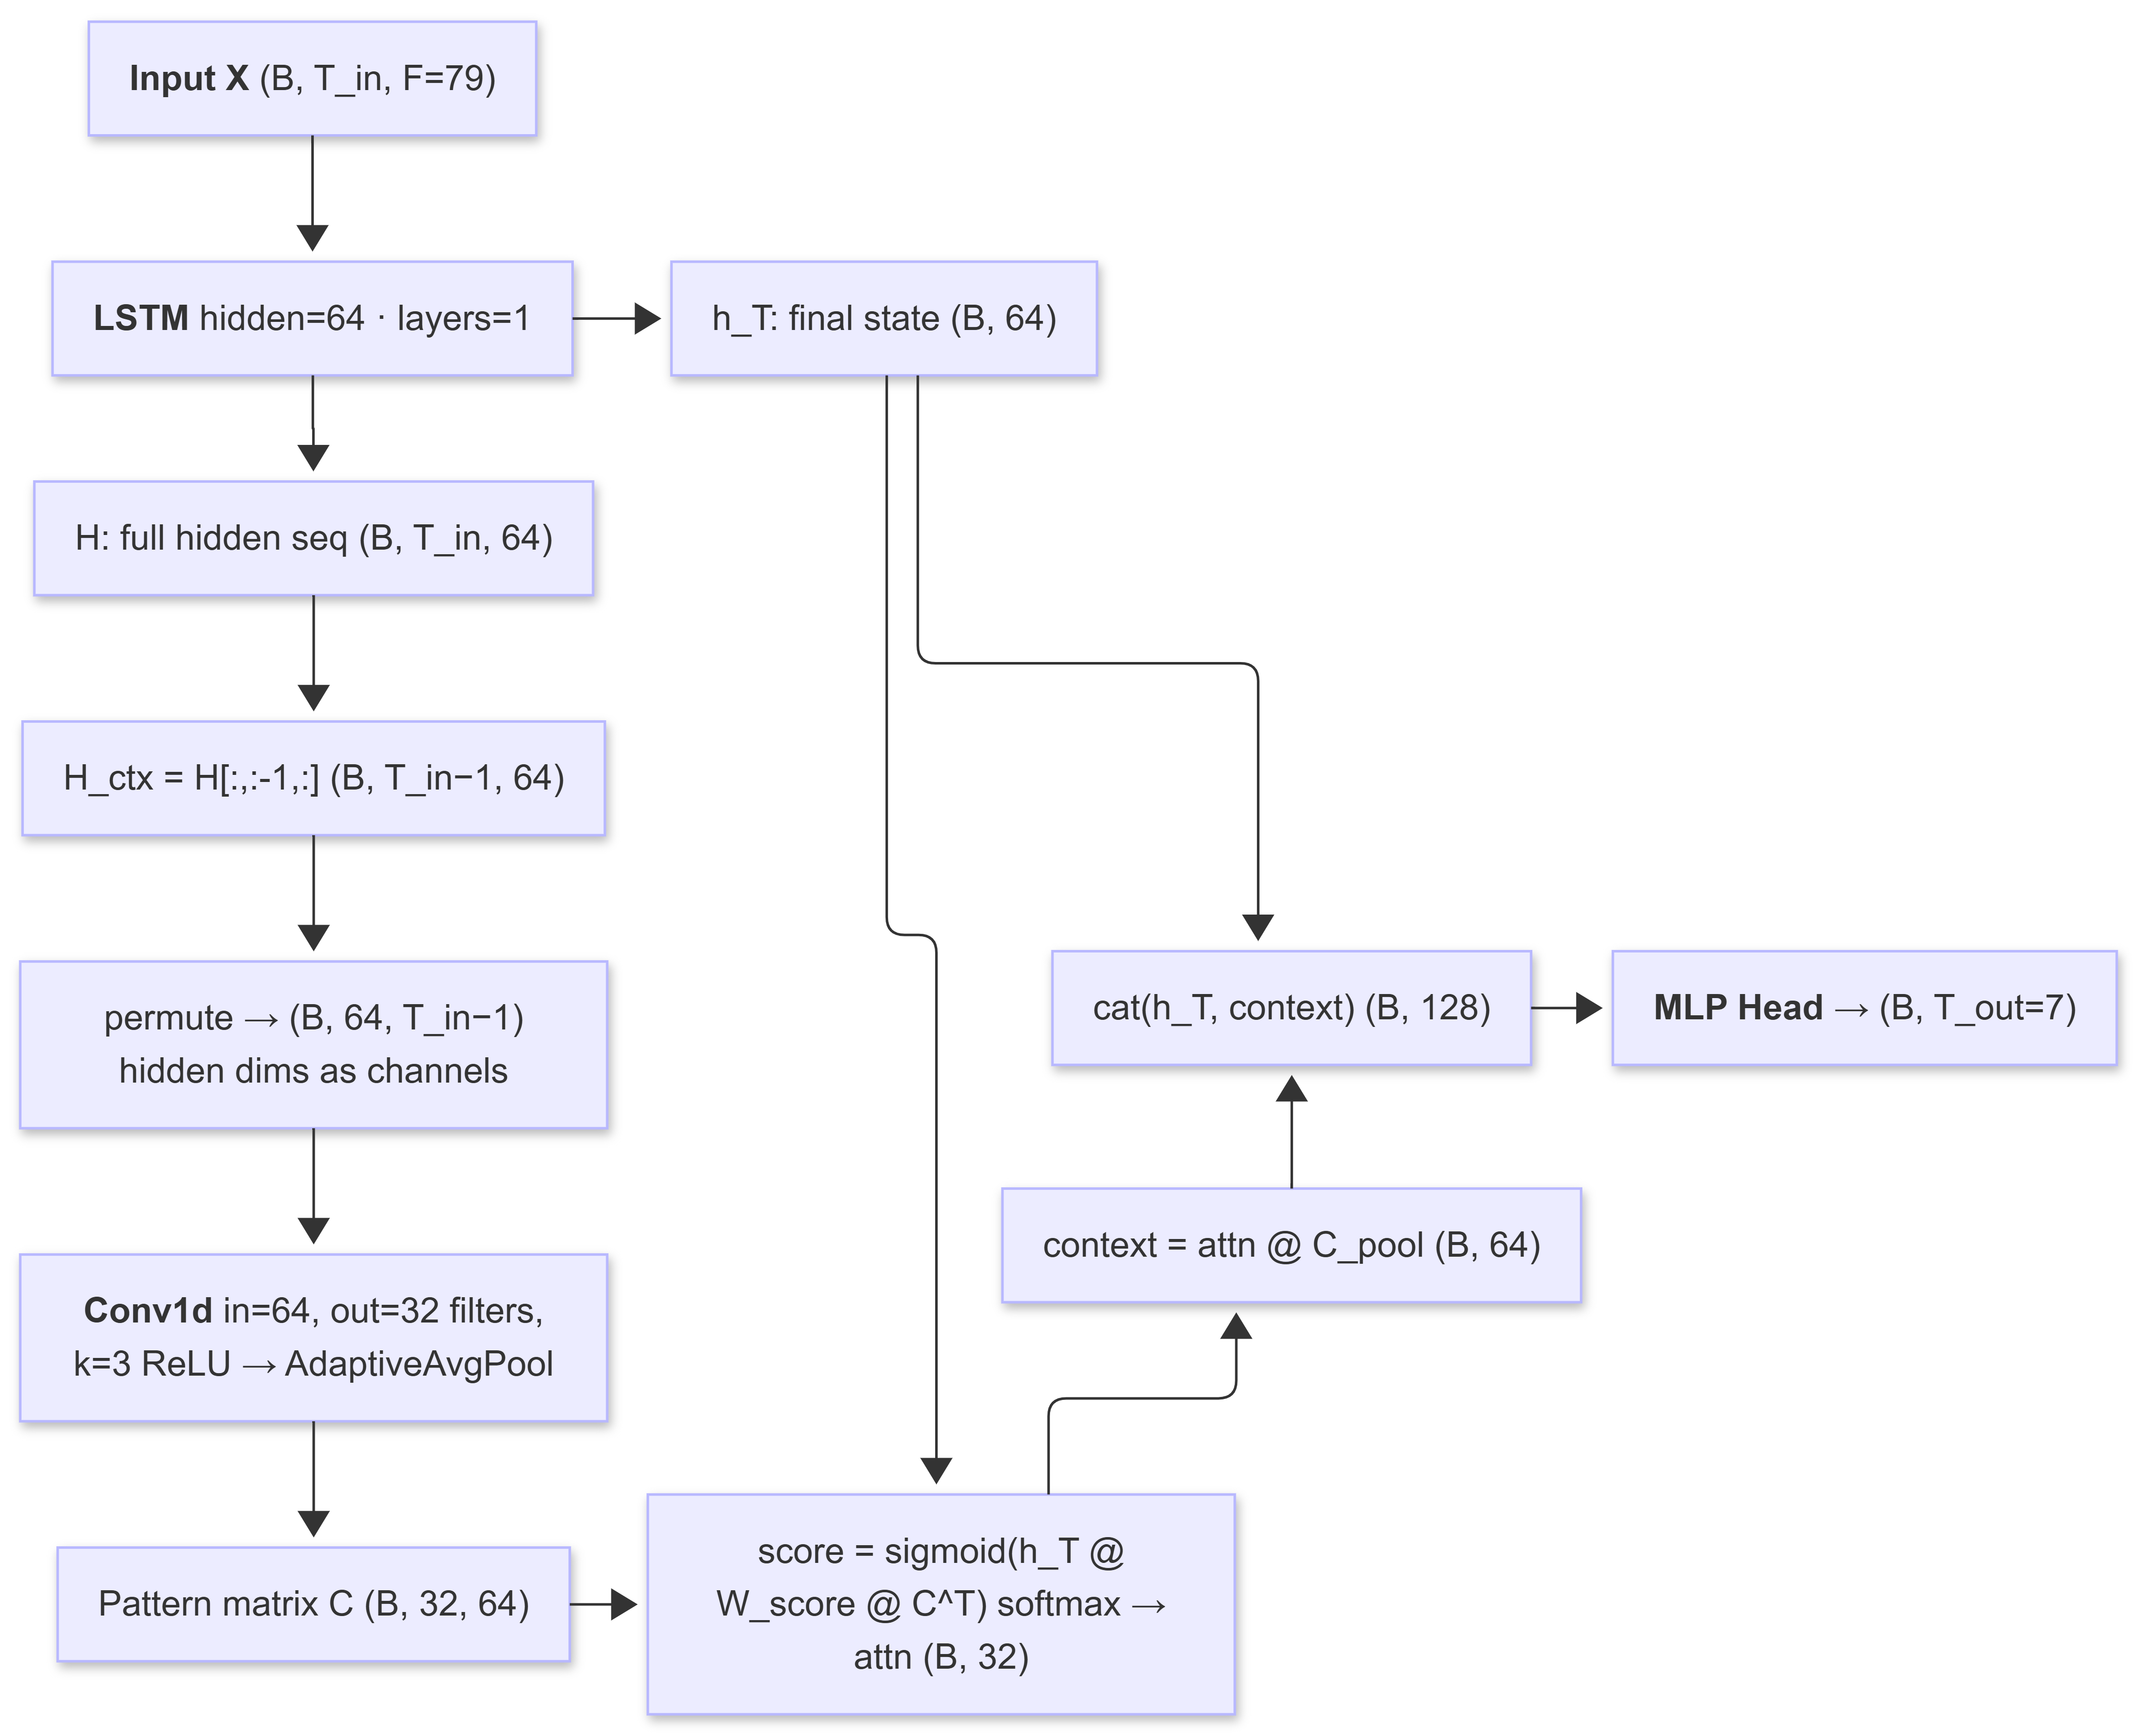 Input X (B, T_in, F=79)
LSTM hidden=64 · layers=1
h_T: final state (B, 64)
H: full hidden seq (B, T_in, 64)
H_ctx = H[:,:-1,:] (B, T_in−1, 64)
permute → (B, 64, T_in−1)
hidden dims as channels
cat(h_T, context) (B, 128)
MLP Head → (B, T_out=7)
context = attn @ C_pool (B, 64)
Conv1d in=64, out=32 filters,
k=3 ReLU → AdaptiveAvgPool
Pattern matrix C (B, 32, 64)
score = sigmoid(h_T @
W_score @ C^T) softmax →
attn (B, 32)